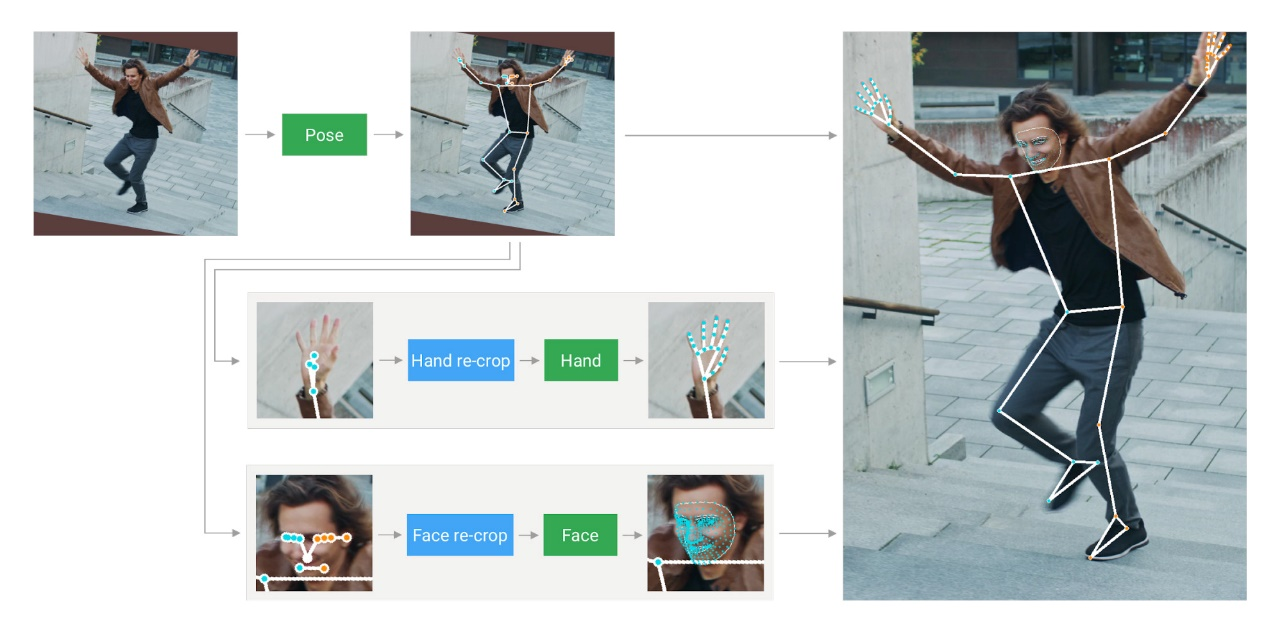 Pose
Hand re-crop
Hand
Face re-crop
Face